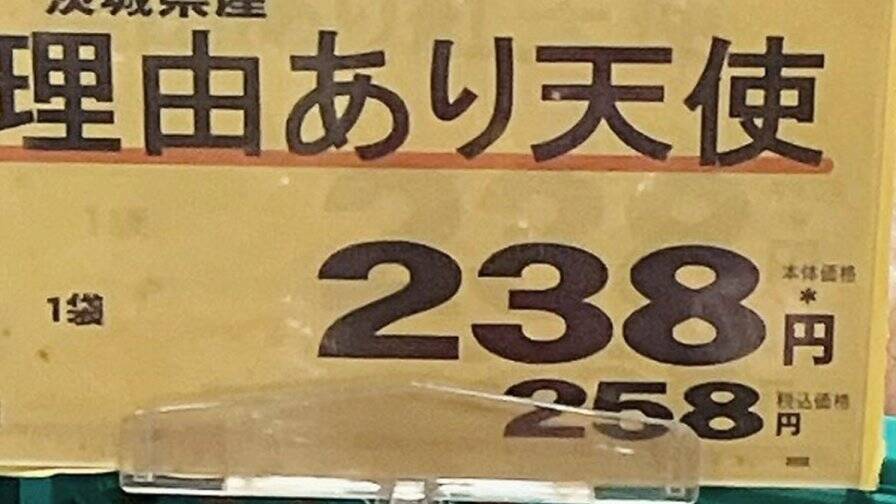 茨城県産
理由あり天使
1袋
238
本体価格
*
円
258
税込価格
円